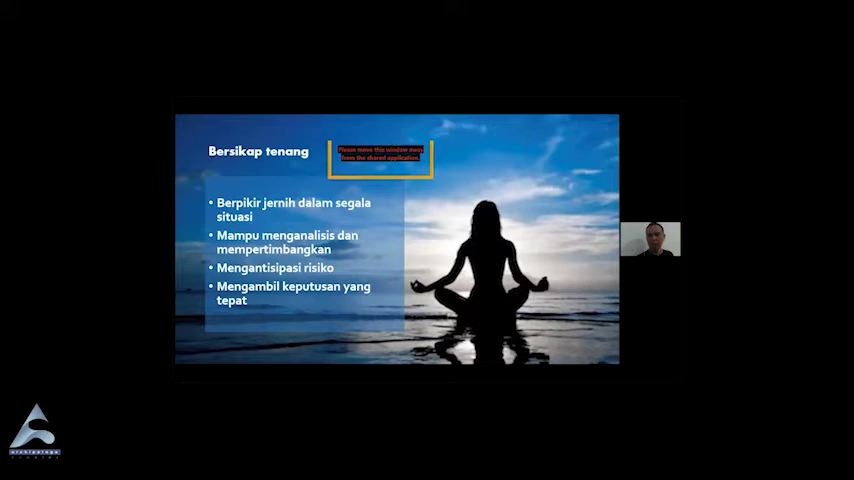 Bersikap tenang
Please move this window away
from the shared application.
• Berpikir jernih dalam segala
situasi
• Mampu menganalisis dan
mempertimbangkan
• Mengantisipasi risiko
• Mengambil keputusan yang
tepat
archipelago